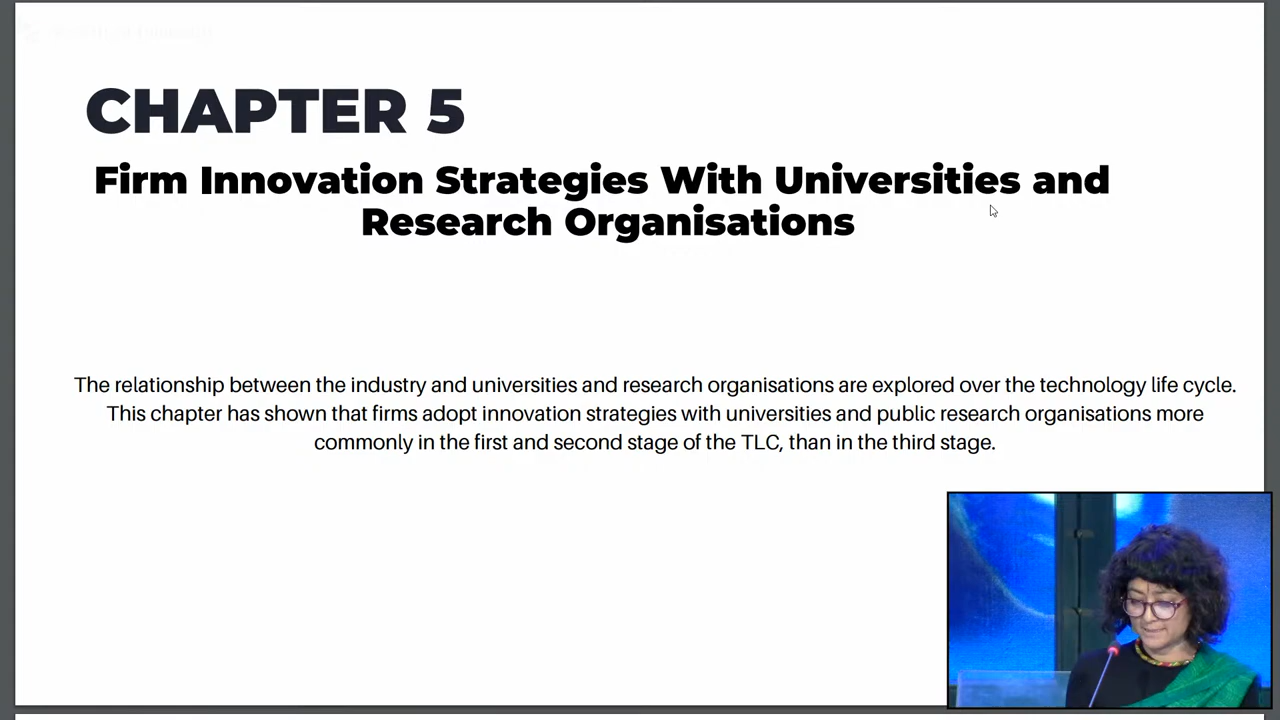 CHAPTER 5
Firm Innovation Strategies With Universities and
Research Organisations
The relationship between the industry and universities and research organisations are explored over the technology life cycle.
This chapter has shown that firms adopt innovation strategies with universities and public research organisations more
commonly in the first and second stage of the TLC, than in the third stage.